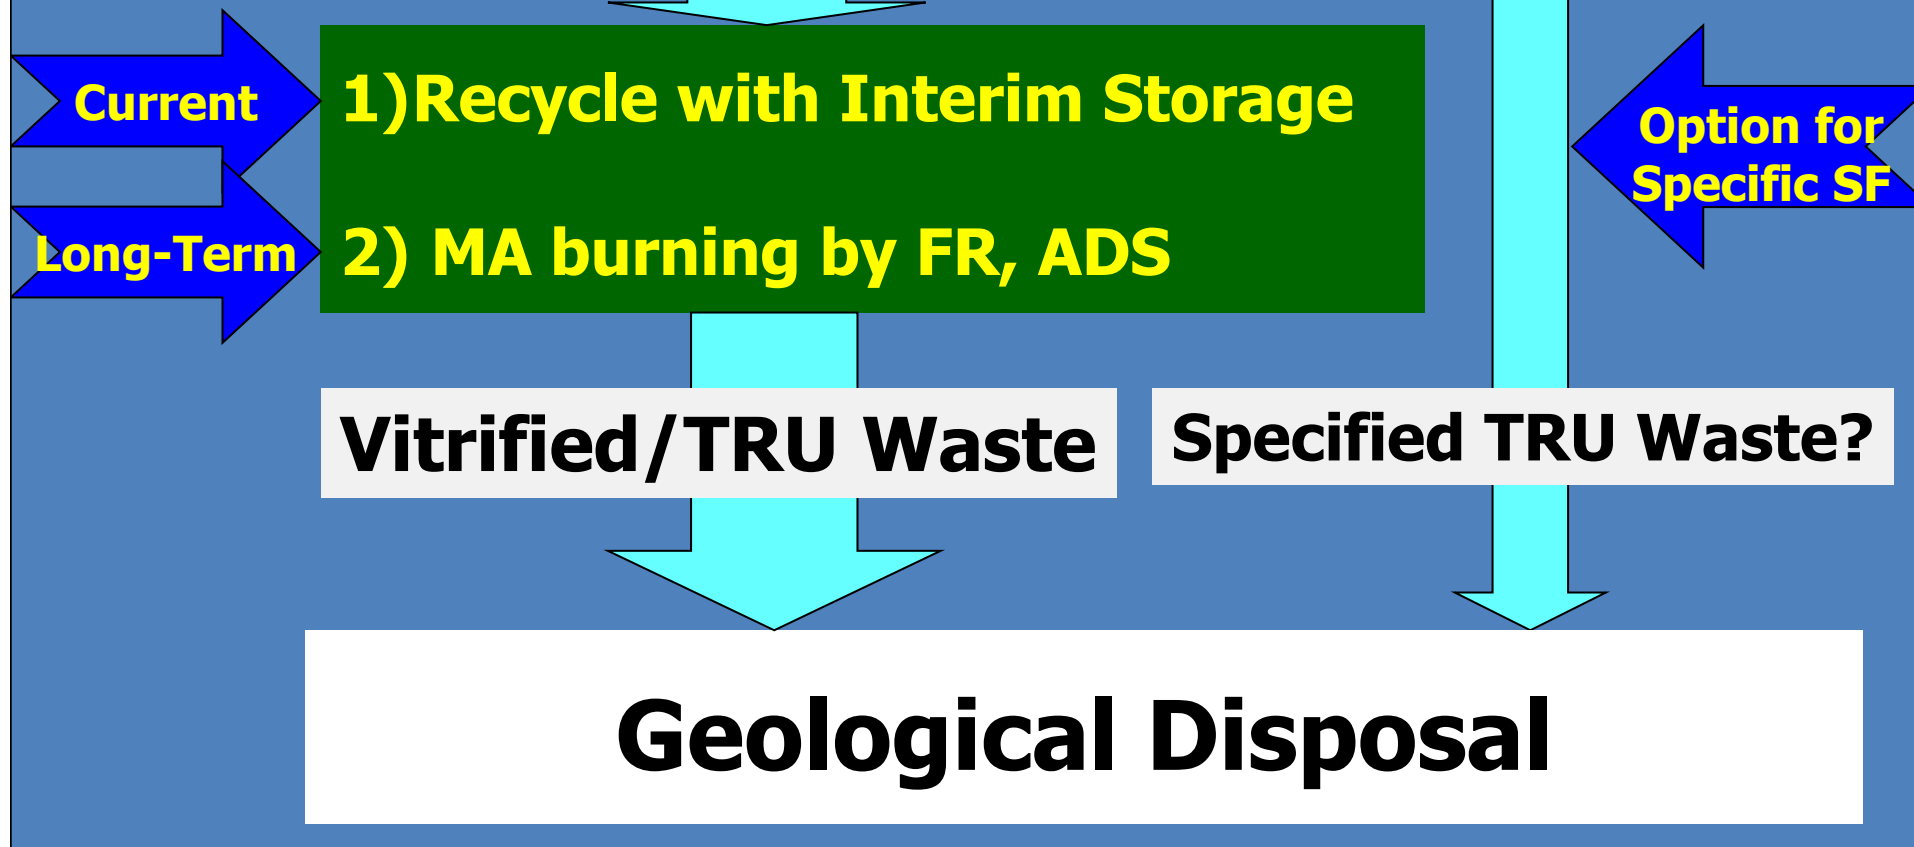 Current
1)Recycle with Interim Storage
Option for
Specific SF
Long-Term
2) MA burning by FR, ADS
Vitrified/TRU Waste
Specified TRU Waste?
Geological Disposal